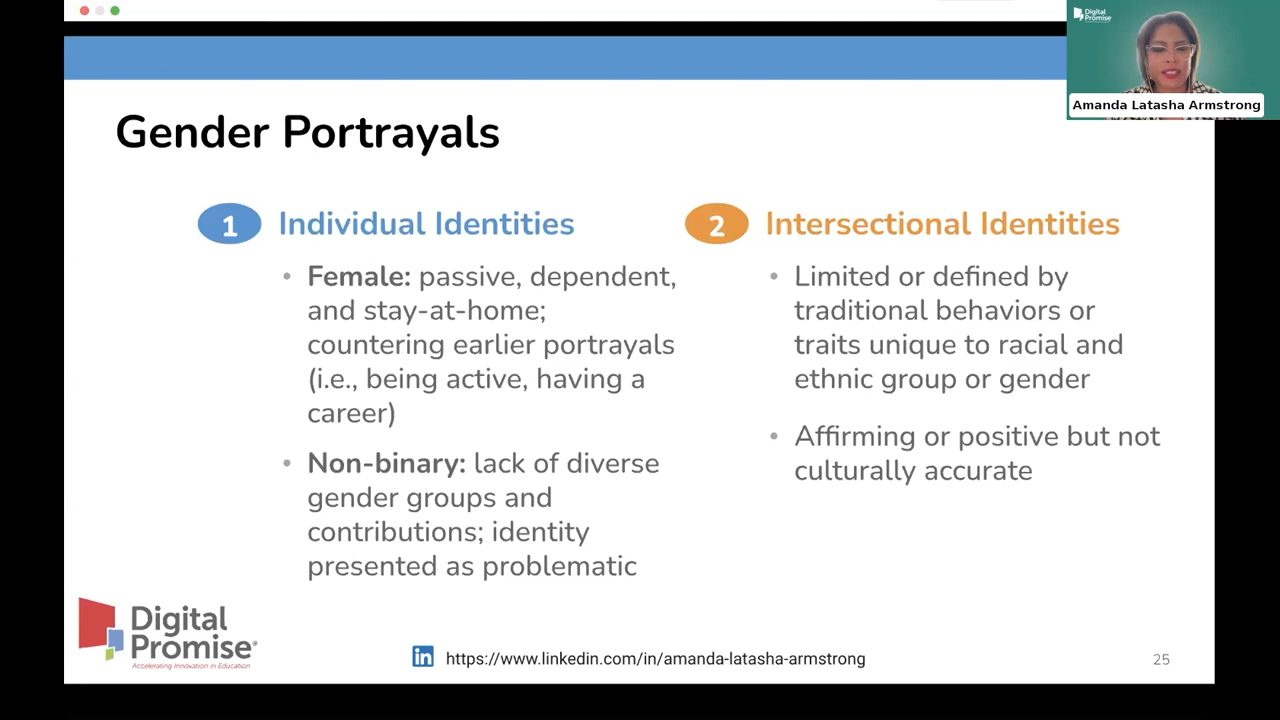 Digital
Promise
Amanda Latasha Armstrong
Gender Portrayals
1 Individual Identities
• Female: passive, dependent,
and stay-at-home;
countering earlier portrayals
(i.e., being active, having a
career)
• Non-binary: lack of diverse
gender groups and
contributions; identity
presented as problematic
2 Intersectional Identities
• Limited or defined by
traditional behaviors or
traits unique to racial and
ethnic group or gender
• Affirming or positive but not
culturally accurate
Digital
Promise®
Accelerating Innovation in Education
in https://www.linkedin.com/in/amanda-latasha-armstrong
25